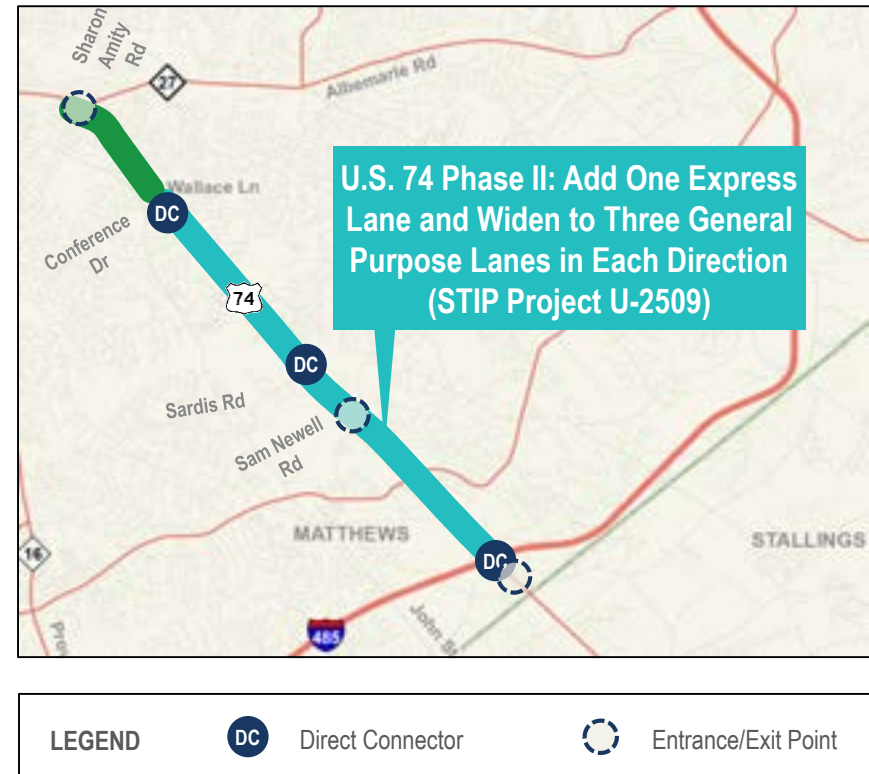 Sharon
Amity
Rd
27
Albemarle Rd
Wallace Ln
U.S. 74 Phase II: Add One Express
Lane and Widen to Three General
Purpose Lanes in Each Direction
(STIP Project U-2509)
DC
Conference
Dr
74
DC
Sardis Rd
Sam Newell
Rd
MATTHEWS
STALLINGS
16
DC
John St
485
Prov
LEGEND
DC Direct Connector
Entrance/Exit Point